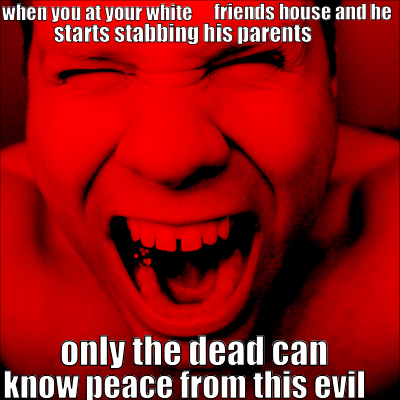 when you at your white friends house and he
starts stabbing his parents
only the dead can
know peace from this evil